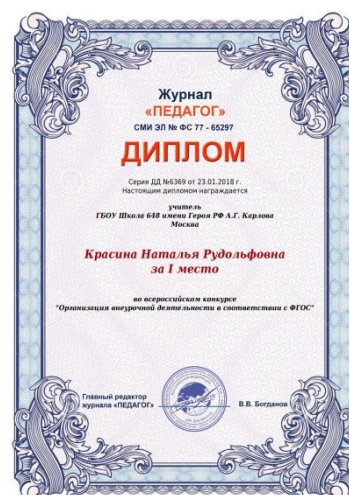 Журнал
«ПЕДАГОГ»
СМИ ЭЛ № ФС 77 - 65297
ДИПЛОМ
Серия ДД №6369 от 23.01.2018 г.
Настоящим дипломом награждается
учитель
ГБОУ Школа 648 имени Героя РФ А.Г. Карлова
Москва
Красина Наталья Рудольфовна
за I место
во всероссийском конкурсе
"Организация внеурочной деятельности в соответствии с ФГОС"
Главный редактор
журнала «ПЕДАГОГ»
В.В. Богданов